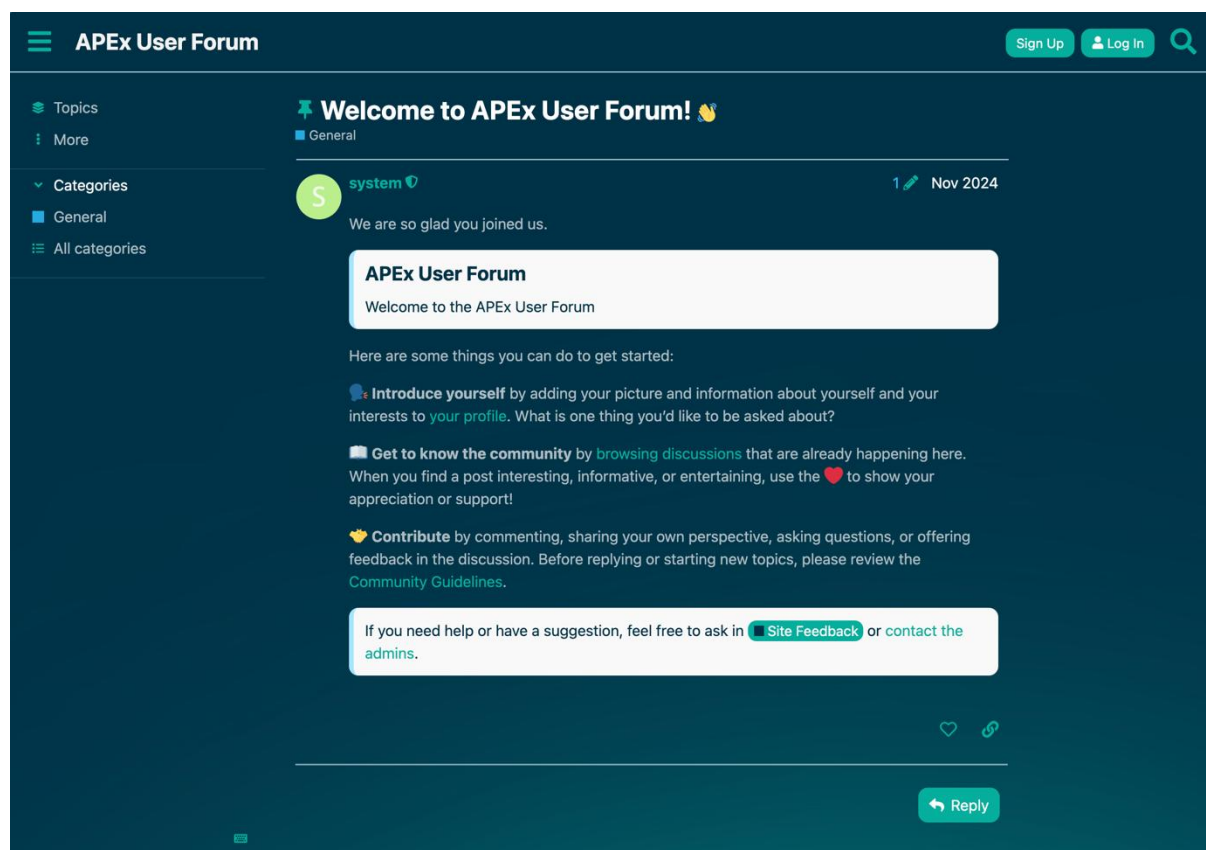 APEx User Forum
Sign Up
Log In
Topics
More
Categories
General
All categories
Welcome to APEx User Forum! 👋
General
system
1
Nov 2024
S
We are so glad you joined us.
APEx User Forum
Welcome to the APEx User Forum
Here are some things you can do to get started:
Introduce yourself by adding your picture and information about yourself and your
interests to your profile. What is one thing you’d like to be asked about?
Get to know the community by browsing discussions that are already happening here.
When you find a post interesting, informative, or entertaining, use the ❤️ to show your
appreciation or support!
Contribute by commenting, sharing your own perspective, asking questions, or offering
feedback in the discussion. Before replying or starting new topics, please review the
Community Guidelines.
If you need help or have a suggestion, feel free to ask in Site Feedback or contact the
admins.
Reply